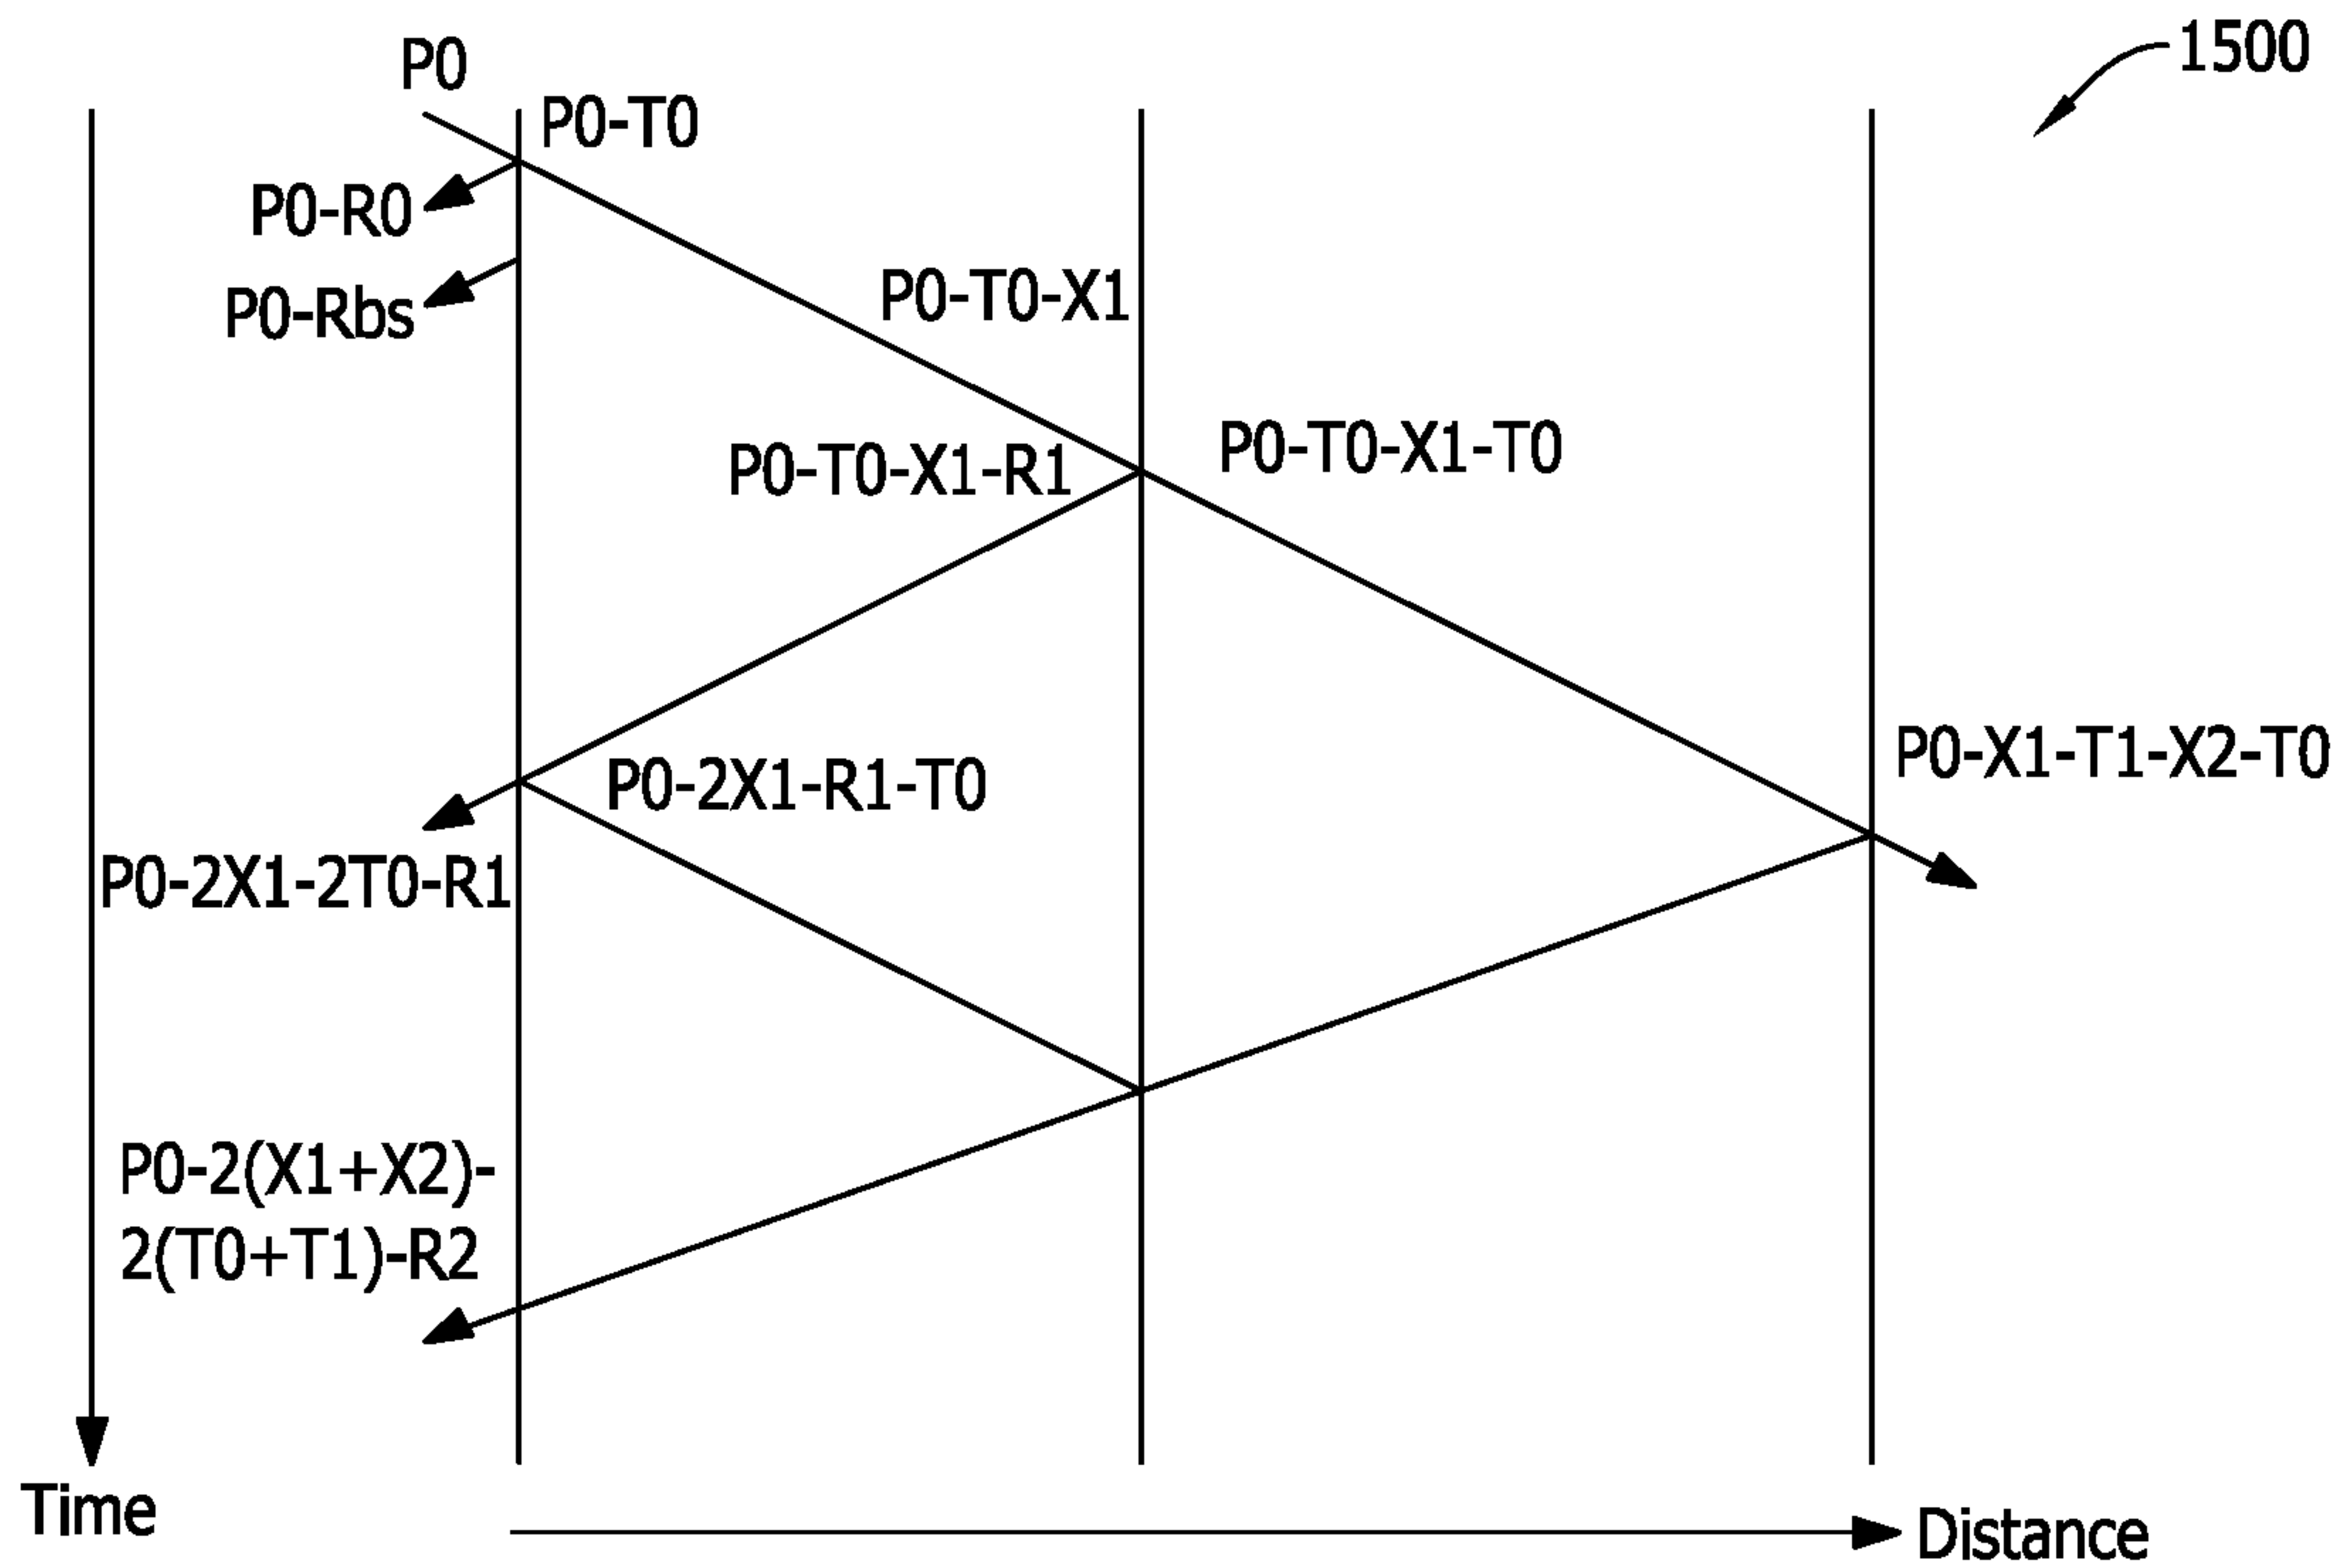 1500
P0
P0-T0
P0-R0
P0-Rbs
P0-T0-X1
P0-T0-X1-R1
P0-T0-X1-T0
P0-X1-T1-X2-T0
P0-2X1-R1-T0
P0-2X1-2T0-R1
P0-2(X1+X2)-
2(T0+T1)-R2
Time
Distance